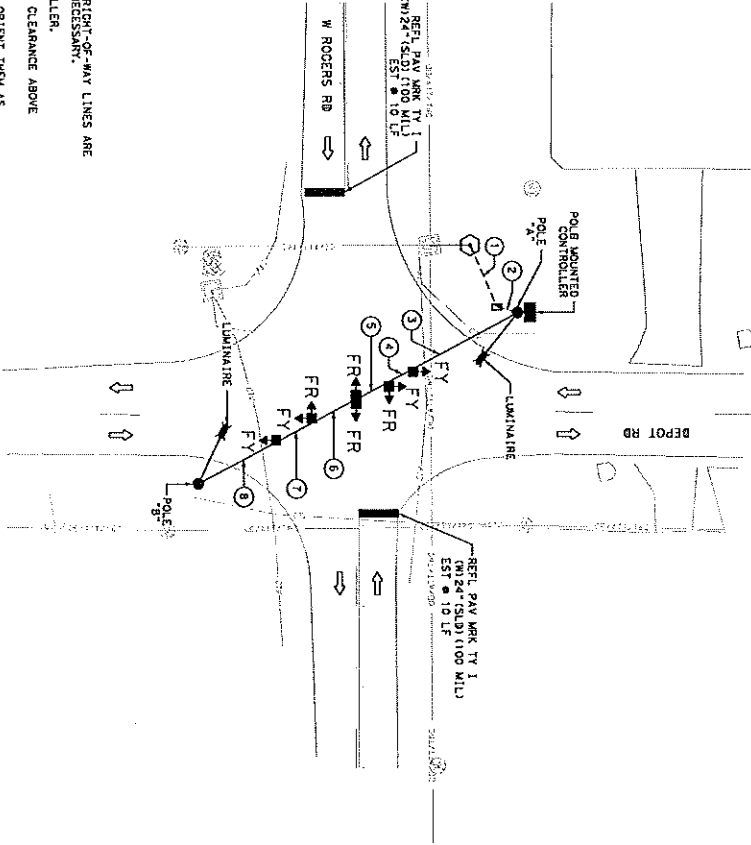 RIGHT-OF-WAY LINES ARE
NECESSARY.
LLER.
CLEARANCE ABOVE
ORIENT THEM AS
REFL PAV MRK TY I
(W) 24" (SLD) (100 MIL)
EST @ 10 LF
W ROGERS RD
POLE MOUNTED
CONTROLLER
POLE
"A"
1
2
3
4
5
6
7
8
FY
FR
FR
FR
FR
FY
FY
LUMINAIRE
LUMINAIRE
DEPOT RD
POLE
"B"
REFL PAV MRK TY I
(W) 24" (SLD) (100 MIL)
EST @ 10 LF